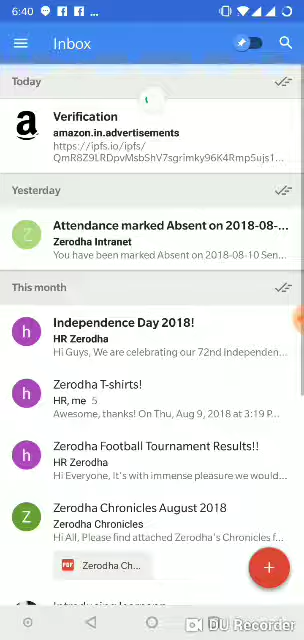 6:40
Inbox
Today
Verification
amazon.in.advertisements
https://ipfs.io/ipfs/
QmR8Z9LRDpvMsbShV7sgrimky96K4Rmp5ujs1...
Yesterday
Z
Attendance marked Absent on 2018-08-...
Zerodha Intranet
You have been marked Absent on 2018-08-10 Sen...
This month
h
Independence Day 2018!
HR Zerodha
Hi Guys, We are celebrating our 72nd Independen...
h
Zerodha T-shirts!
HR, me 5
Awesome, thanks! On Thu, Aug 9, 2018 at 3:19 P...
h
Zerodha Football Tournament Results!!
HR Zerodha
Hi Everyone, It's with immense pleasure we would...
Z
Zerodha Chronicles August 2018
Zerodha Chronicles
Hi All, Please find attached Zerodha's Chronicles f...
PDF Zerodha Ch...
DU Recorder